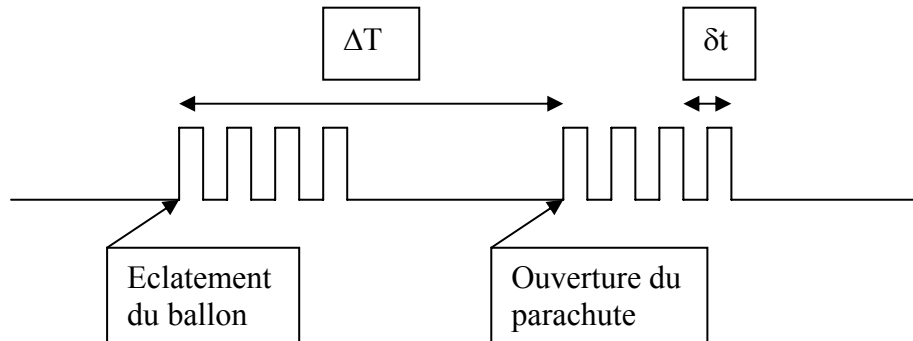 ΔT
δt
Eclatement
du ballon
Ouverture du
parachute